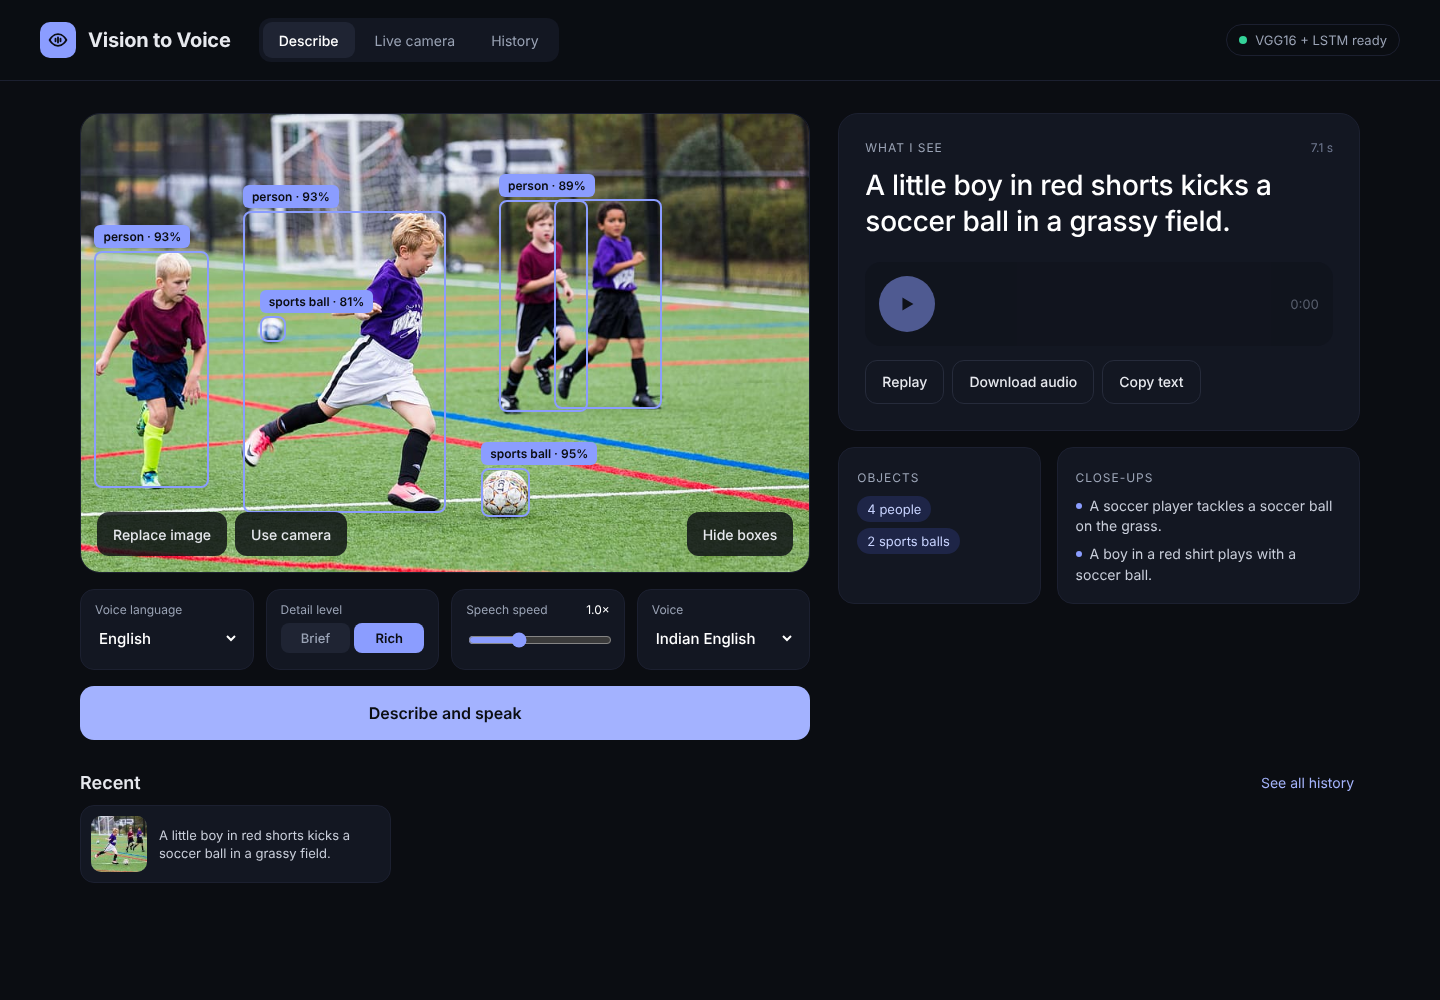 Vision to Voice
Describe
Live camera
History
VGG16 + LSTM ready
person · 93%
person · 93%
person · 89%
sports ball · 81%
sports ball · 95%
Replace image
Use camera
Hide boxes
Voice language
English
Detail level
Brief
Rich
Speech speed
1.0×
Voice
Indian English
Describe and speak
WHAT I SEE
7.1 s
A little boy in red shorts kicks a
soccer ball in a grassy field.
0:00
Replay
Download audio
Copy text
OBJECTS
4 people
2 sports balls
CLOSE-UPS
A soccer player tackles a soccer ball
on the grass.
A boy in a red shirt plays with a
soccer ball.
Recent
See all history
A little boy in red shorts kicks a
soccer ball in a grassy field.